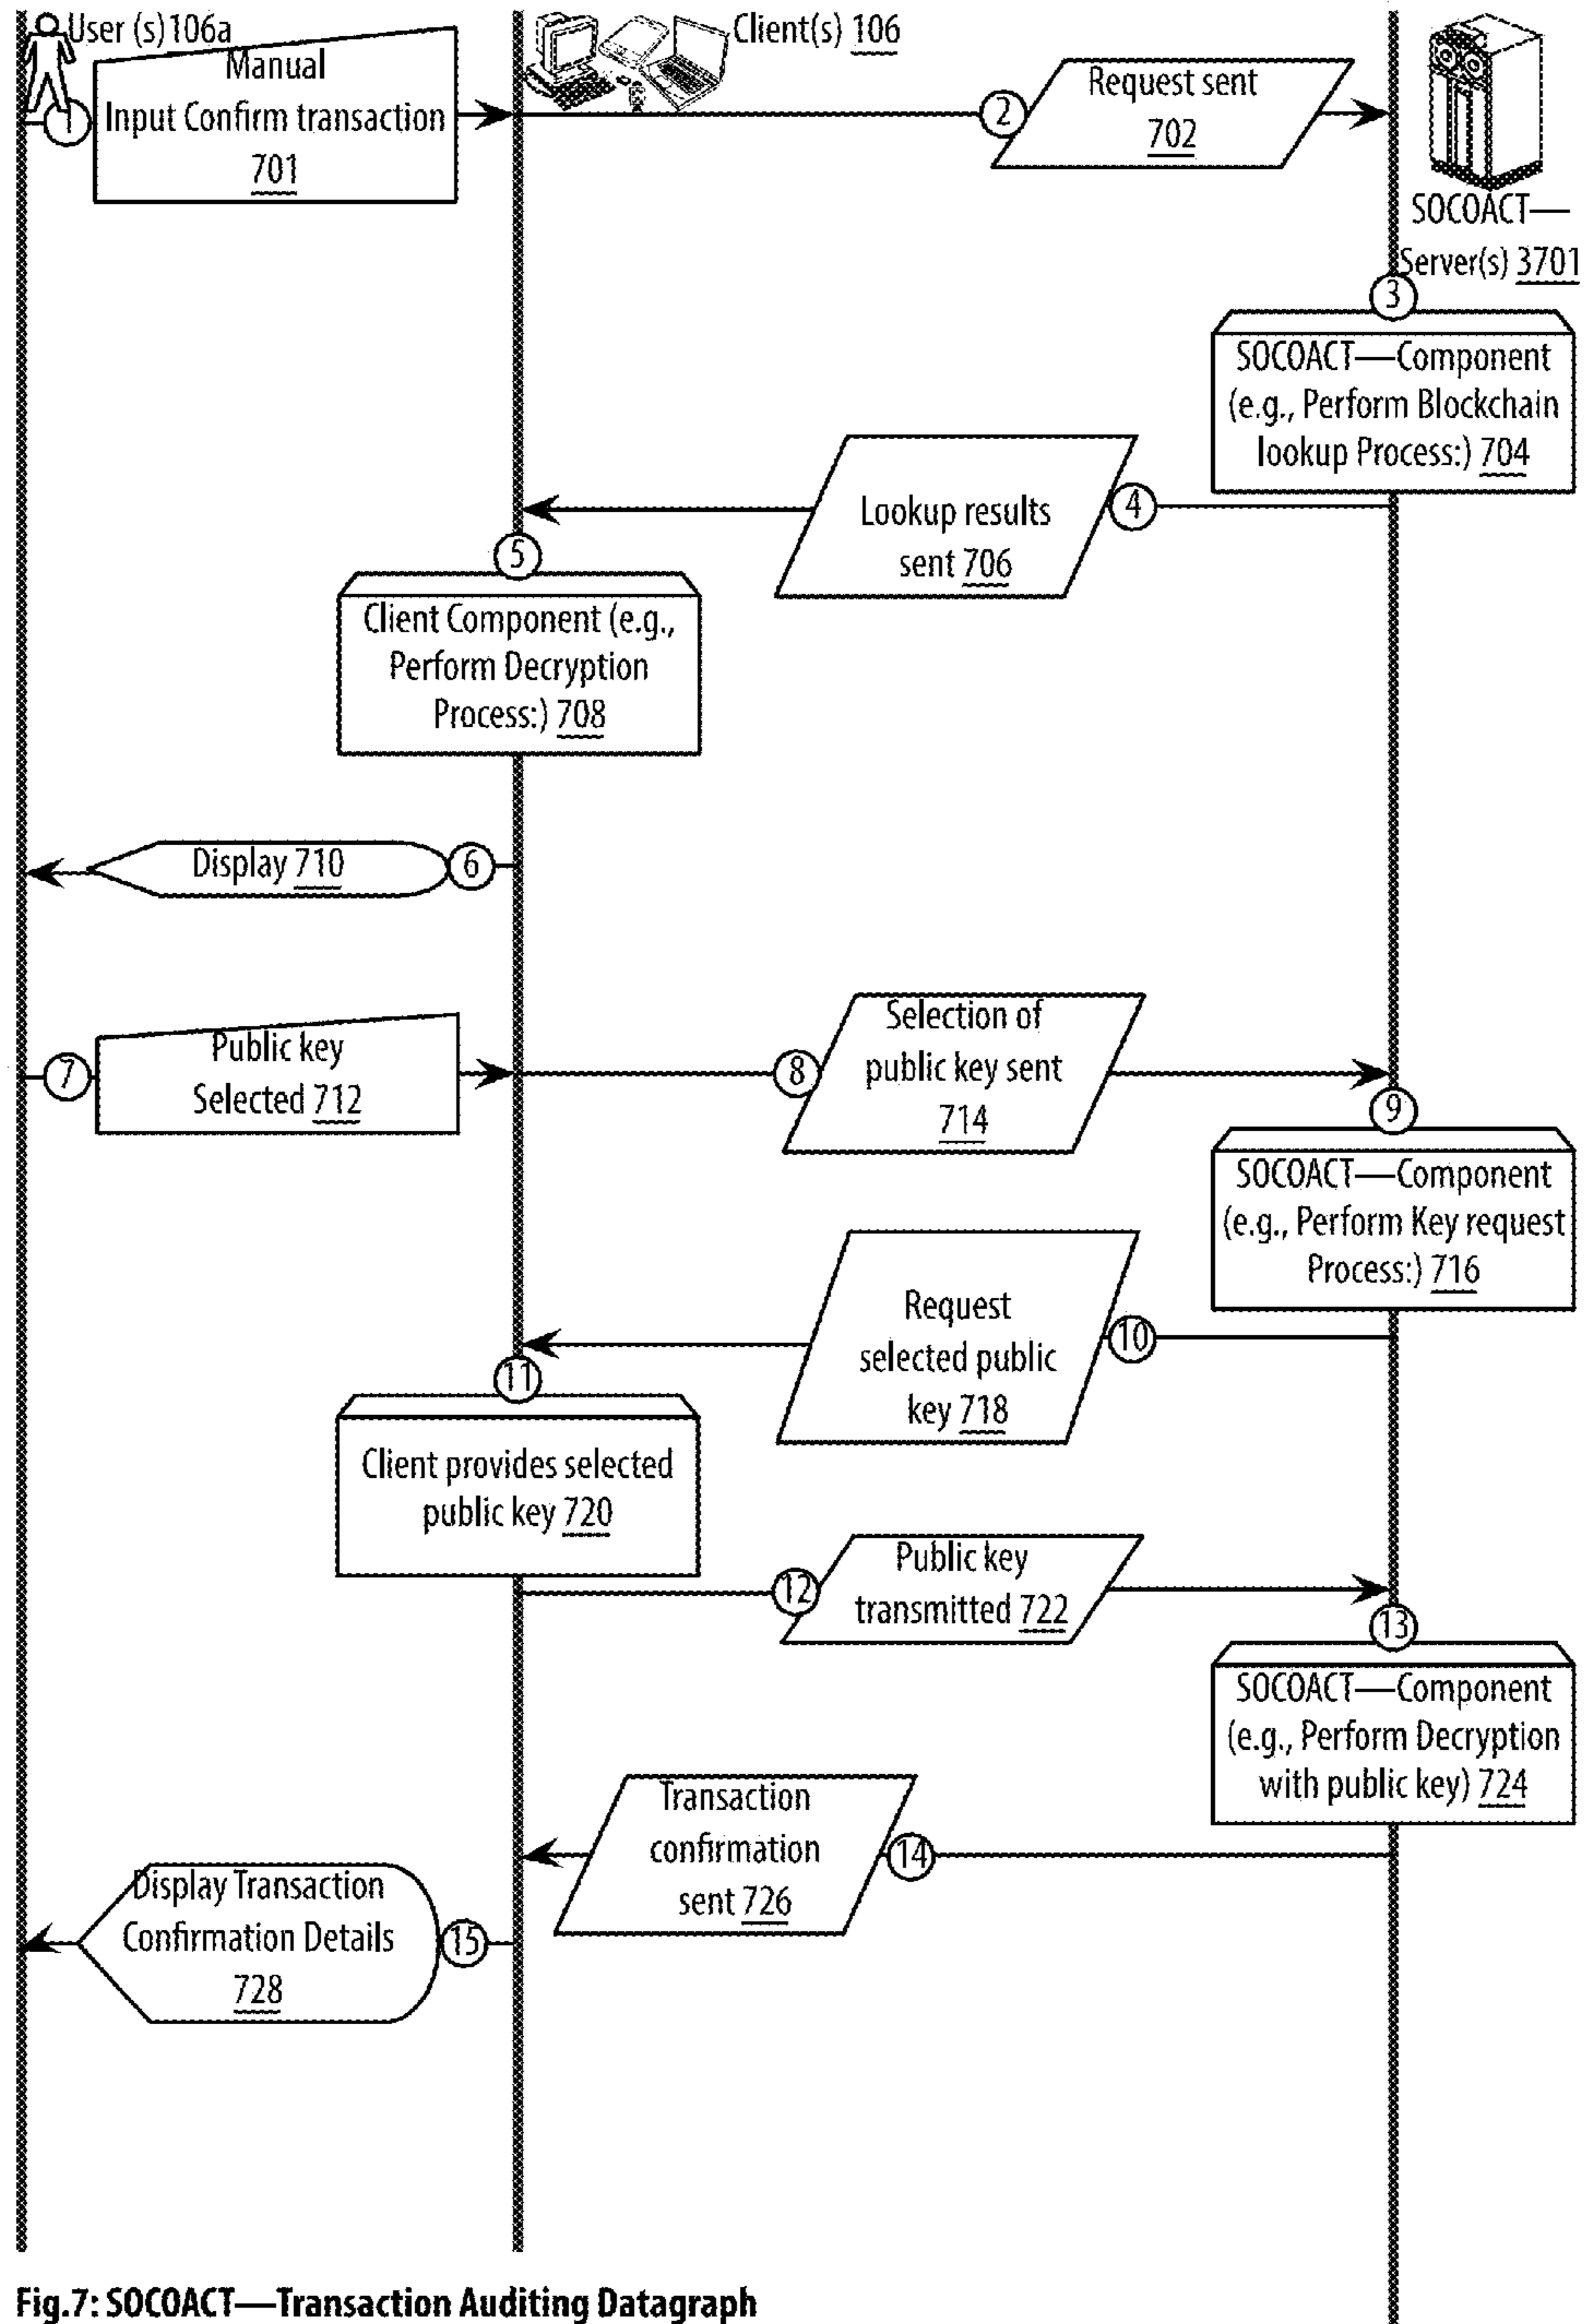 User (s)106a
Client(s) 106
Manual
Input Confirm transaction
701
1
2
Request sent
702
SOCOACT—
Server(s) 3701
3
SOCOACT—Component
(e.g., Perform Blockchain
lookup Process:) 704
4
Lookup results
sent 706
5
Client Component (e.g.,
Perform Decryption
Process:) 708
Display 710
6
7
Public key
Selected 712
8
Selection of
public key sent
714
9
SOCOACT—Component
(e.g., Perform Key request
Process:) 716
10
Request
selected public
key 718
11
Client provides selected
public key 720
12
Public key
transmitted 722
13
SOCOACT—Component
(e.g., Perform Decryption
with public key) 724
14
Transaction
confirmation
sent 726
Display Transaction
Confirmation Details
728
15
Fig.7: SOCOACT—Transaction Auditing Datagraph